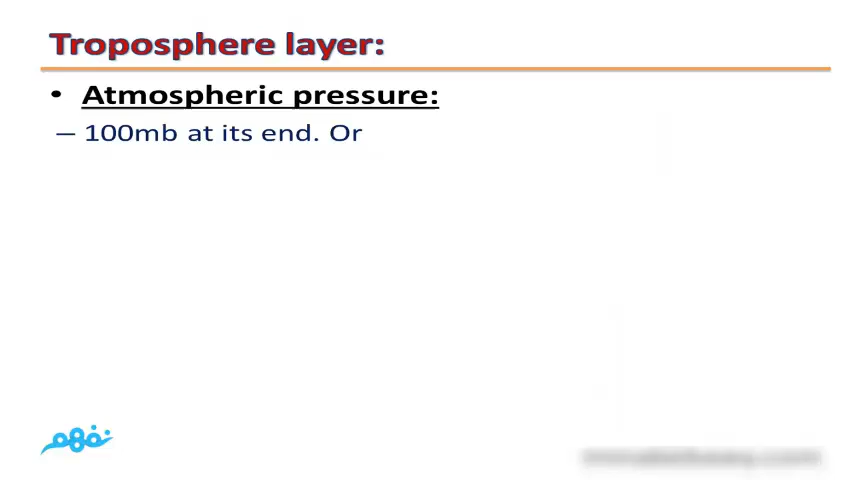 Troposphere layer:
• Atmospheric pressure:
– 100mb at its end. Or
نفهم